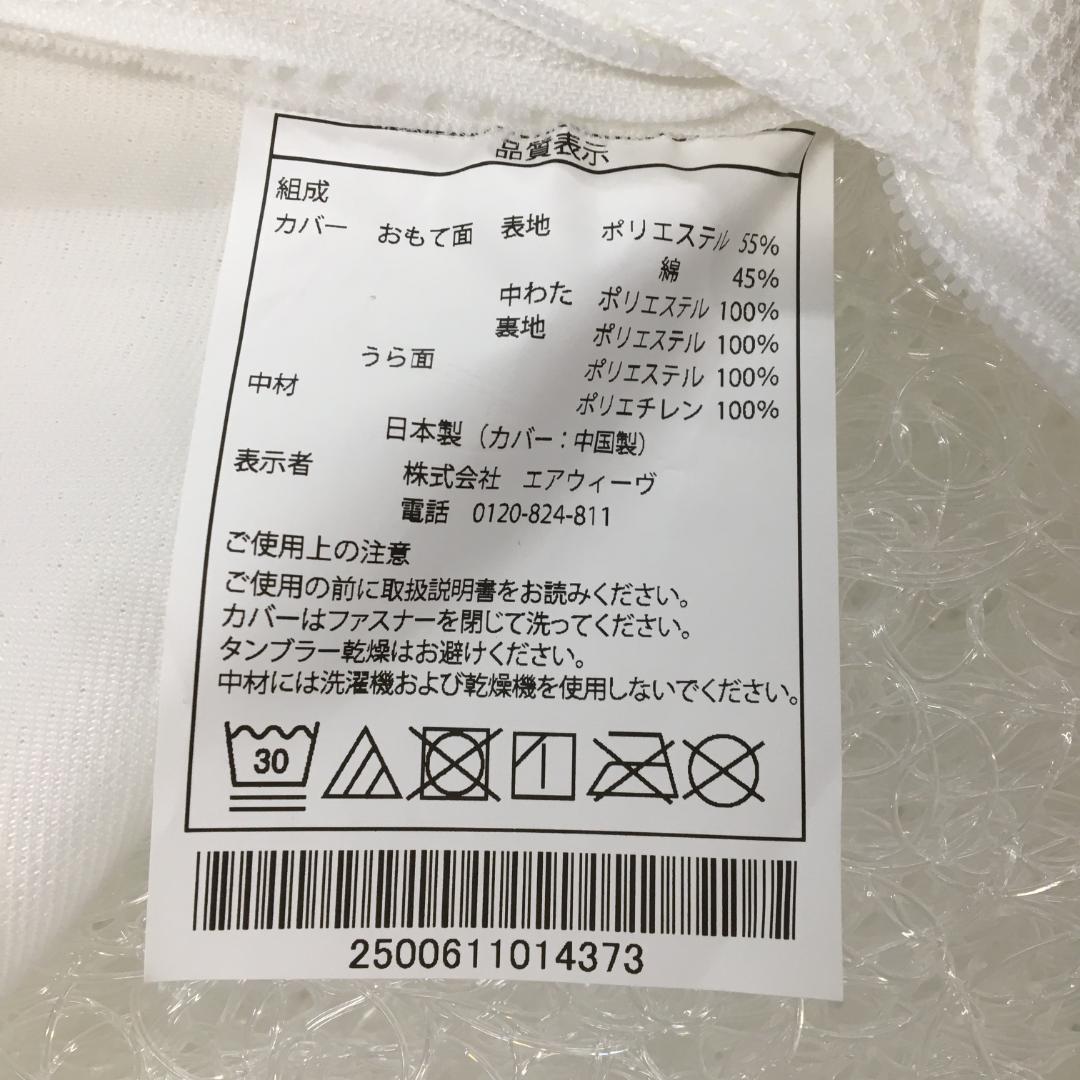 品質表示
組成
カバー おもて面 表地 ポリエステル 55%
綿 45%
中わた ポリエステル 100%
裏地 ポリエステル 100%
うら面 ポリエステル 100%
中材 ポリエチレン 100%
日本製（カバー：中国製）
表示者 株式会社 エアウィーヴ
電話 0120-824-811
ご使用上の注意
ご使用の前に取扱説明書をお読みください。
カバーはファスナーを閉じて洗ってください。
タンブラー乾燥はお避けください。
中材には洗濯機および乾燥機を使用しないでください。
30
2500611014373